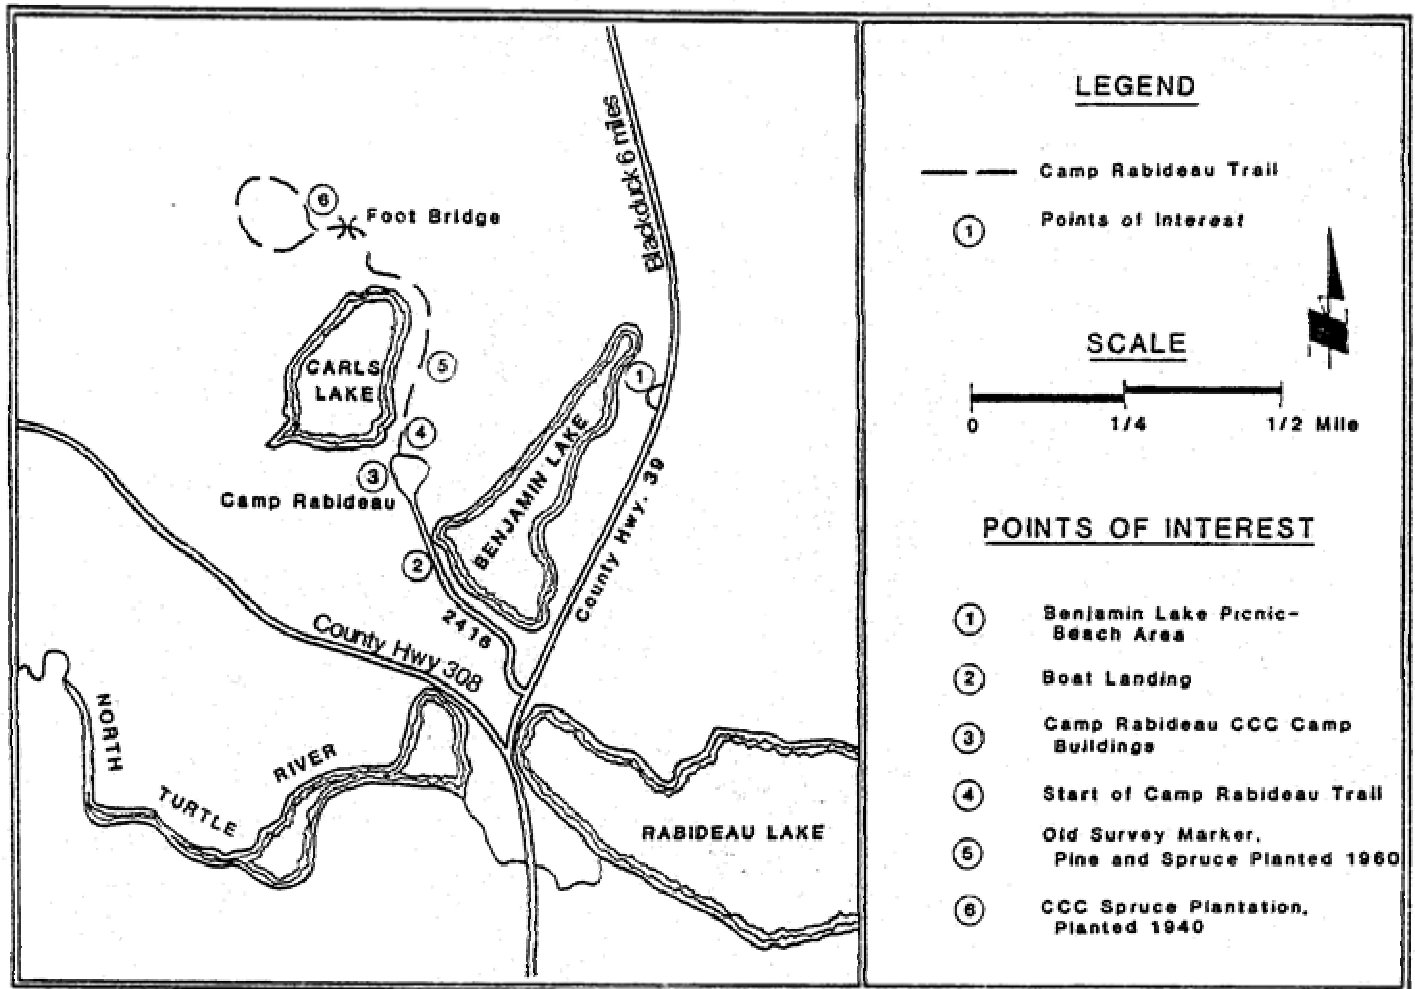 Blackduck 6 miles
6
Foot Bridge
CARLS
LAKE
5
1
4
3
Camp Rabideau
BENJAMIN LAKE
2
2416
County Hwy. 39
County Hwy 308
NORTH
TURTLE
RIVER
RABIDEAU LAKE
LEGEND
Camp Rabideau Trail
1
Points of Interest
SCALE
0 1/4 1/2 Mile
POINTS OF INTEREST
1 Benjamin Lake Picnic-
Beach Area
2 Boat Landing
3 Camp Rabideau CCC Camp
Buildings
4 Start of Camp Rabideau Trail
5 Old Survey Marker,
Pine and Spruce Planted 1960
6 CCC Spruce Plantation,
Planted 1940